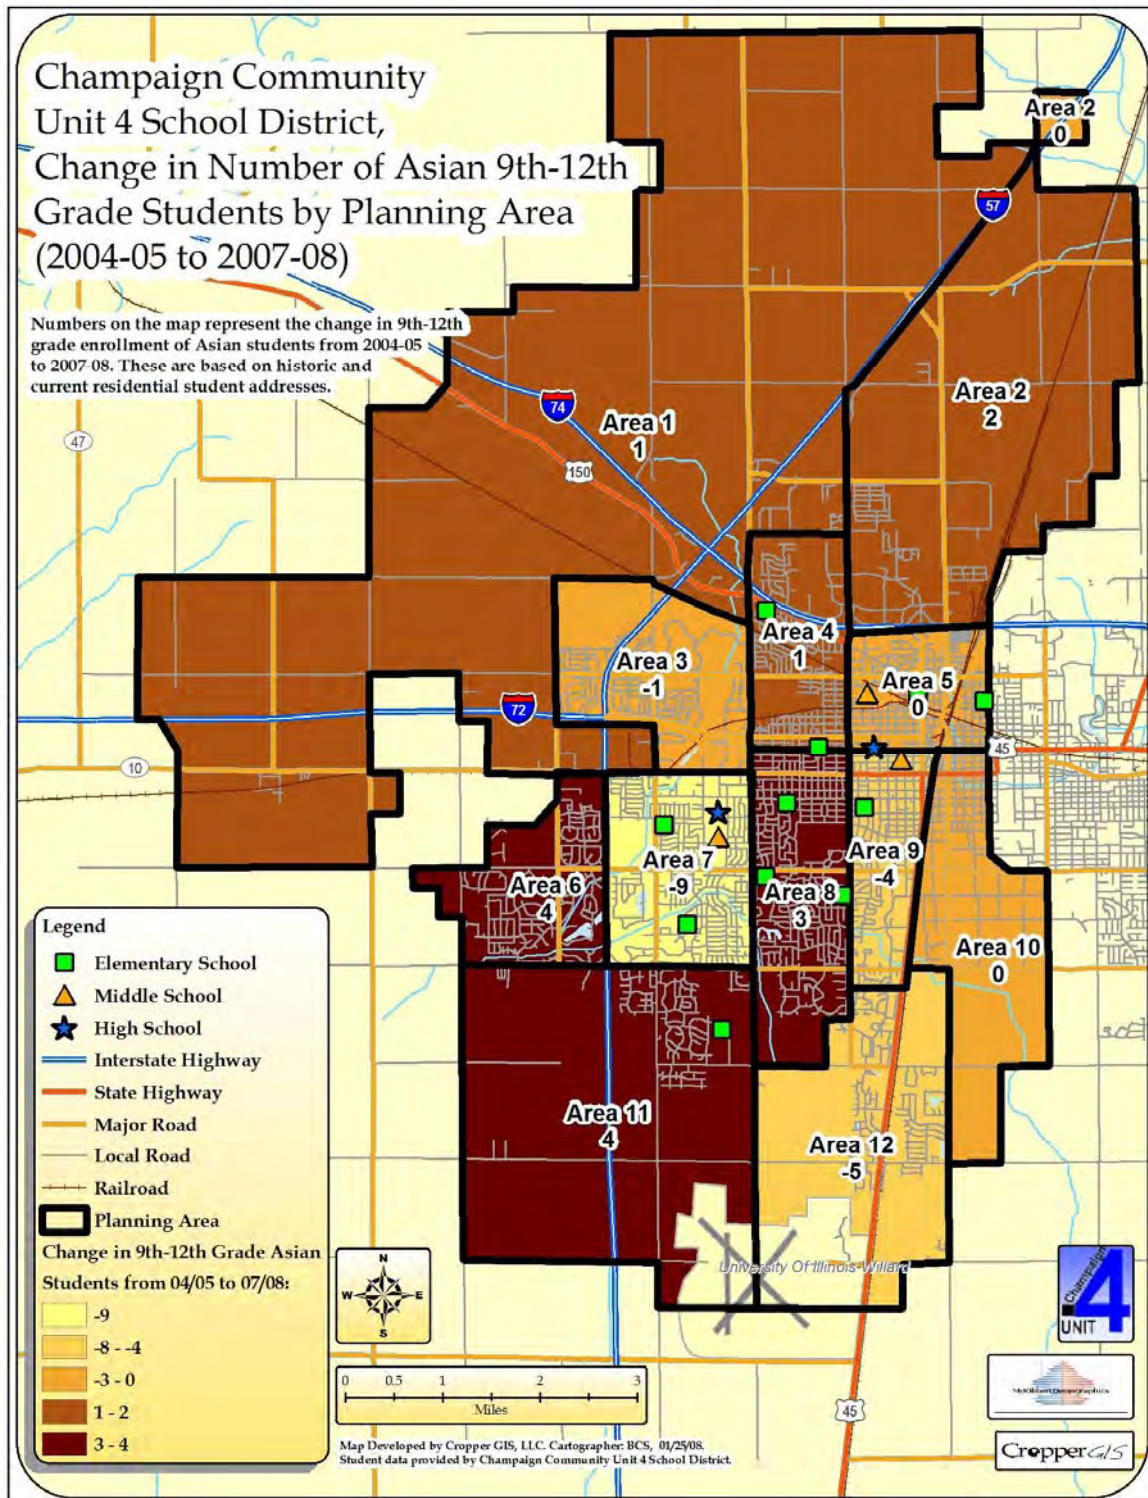 Champaign Community
Unit 4 School District,
Change in Number of Asian 9th-12th
Grade Students by Planning Area
(2004-05 to 2007-08)
Numbers on the map represent the change in 9th-12th
grade enrollment of Asian students from 2004-05
to 2007-08. These are based on historic and
current residential student addresses.
Area 2
0
57
Area 2
2
74
Area 1
1
47
150
Area 4
1
Area 3
-1
Area 5
0
72
45
10
Area 9
-4
Area 7
-9
Area 6
4
Area 8
3
Area 10
0
Area 11
4
Area 12
-5
University Of Illinois-Willard
45
Legend
Elementary School
Middle School
High School
Interstate Highway
State Highway
Major Road
Local Road
Railroad
Planning Area
Change in 9th-12th Grade Asian
Students from 04/05 to 07/08:
-9
-8 - -4
-3 - 0
1 - 2
3 - 4
N
W E
S
0 0.5 1 2 3
Miles
Map Developed by Cropper GIS, LLC. Cartographer: BCS, 01/25/08.
Student data provided by Champaign Community Unit 4 School District.
Champaign
4
UNIT
McKibben Demographics
Cropper GIS